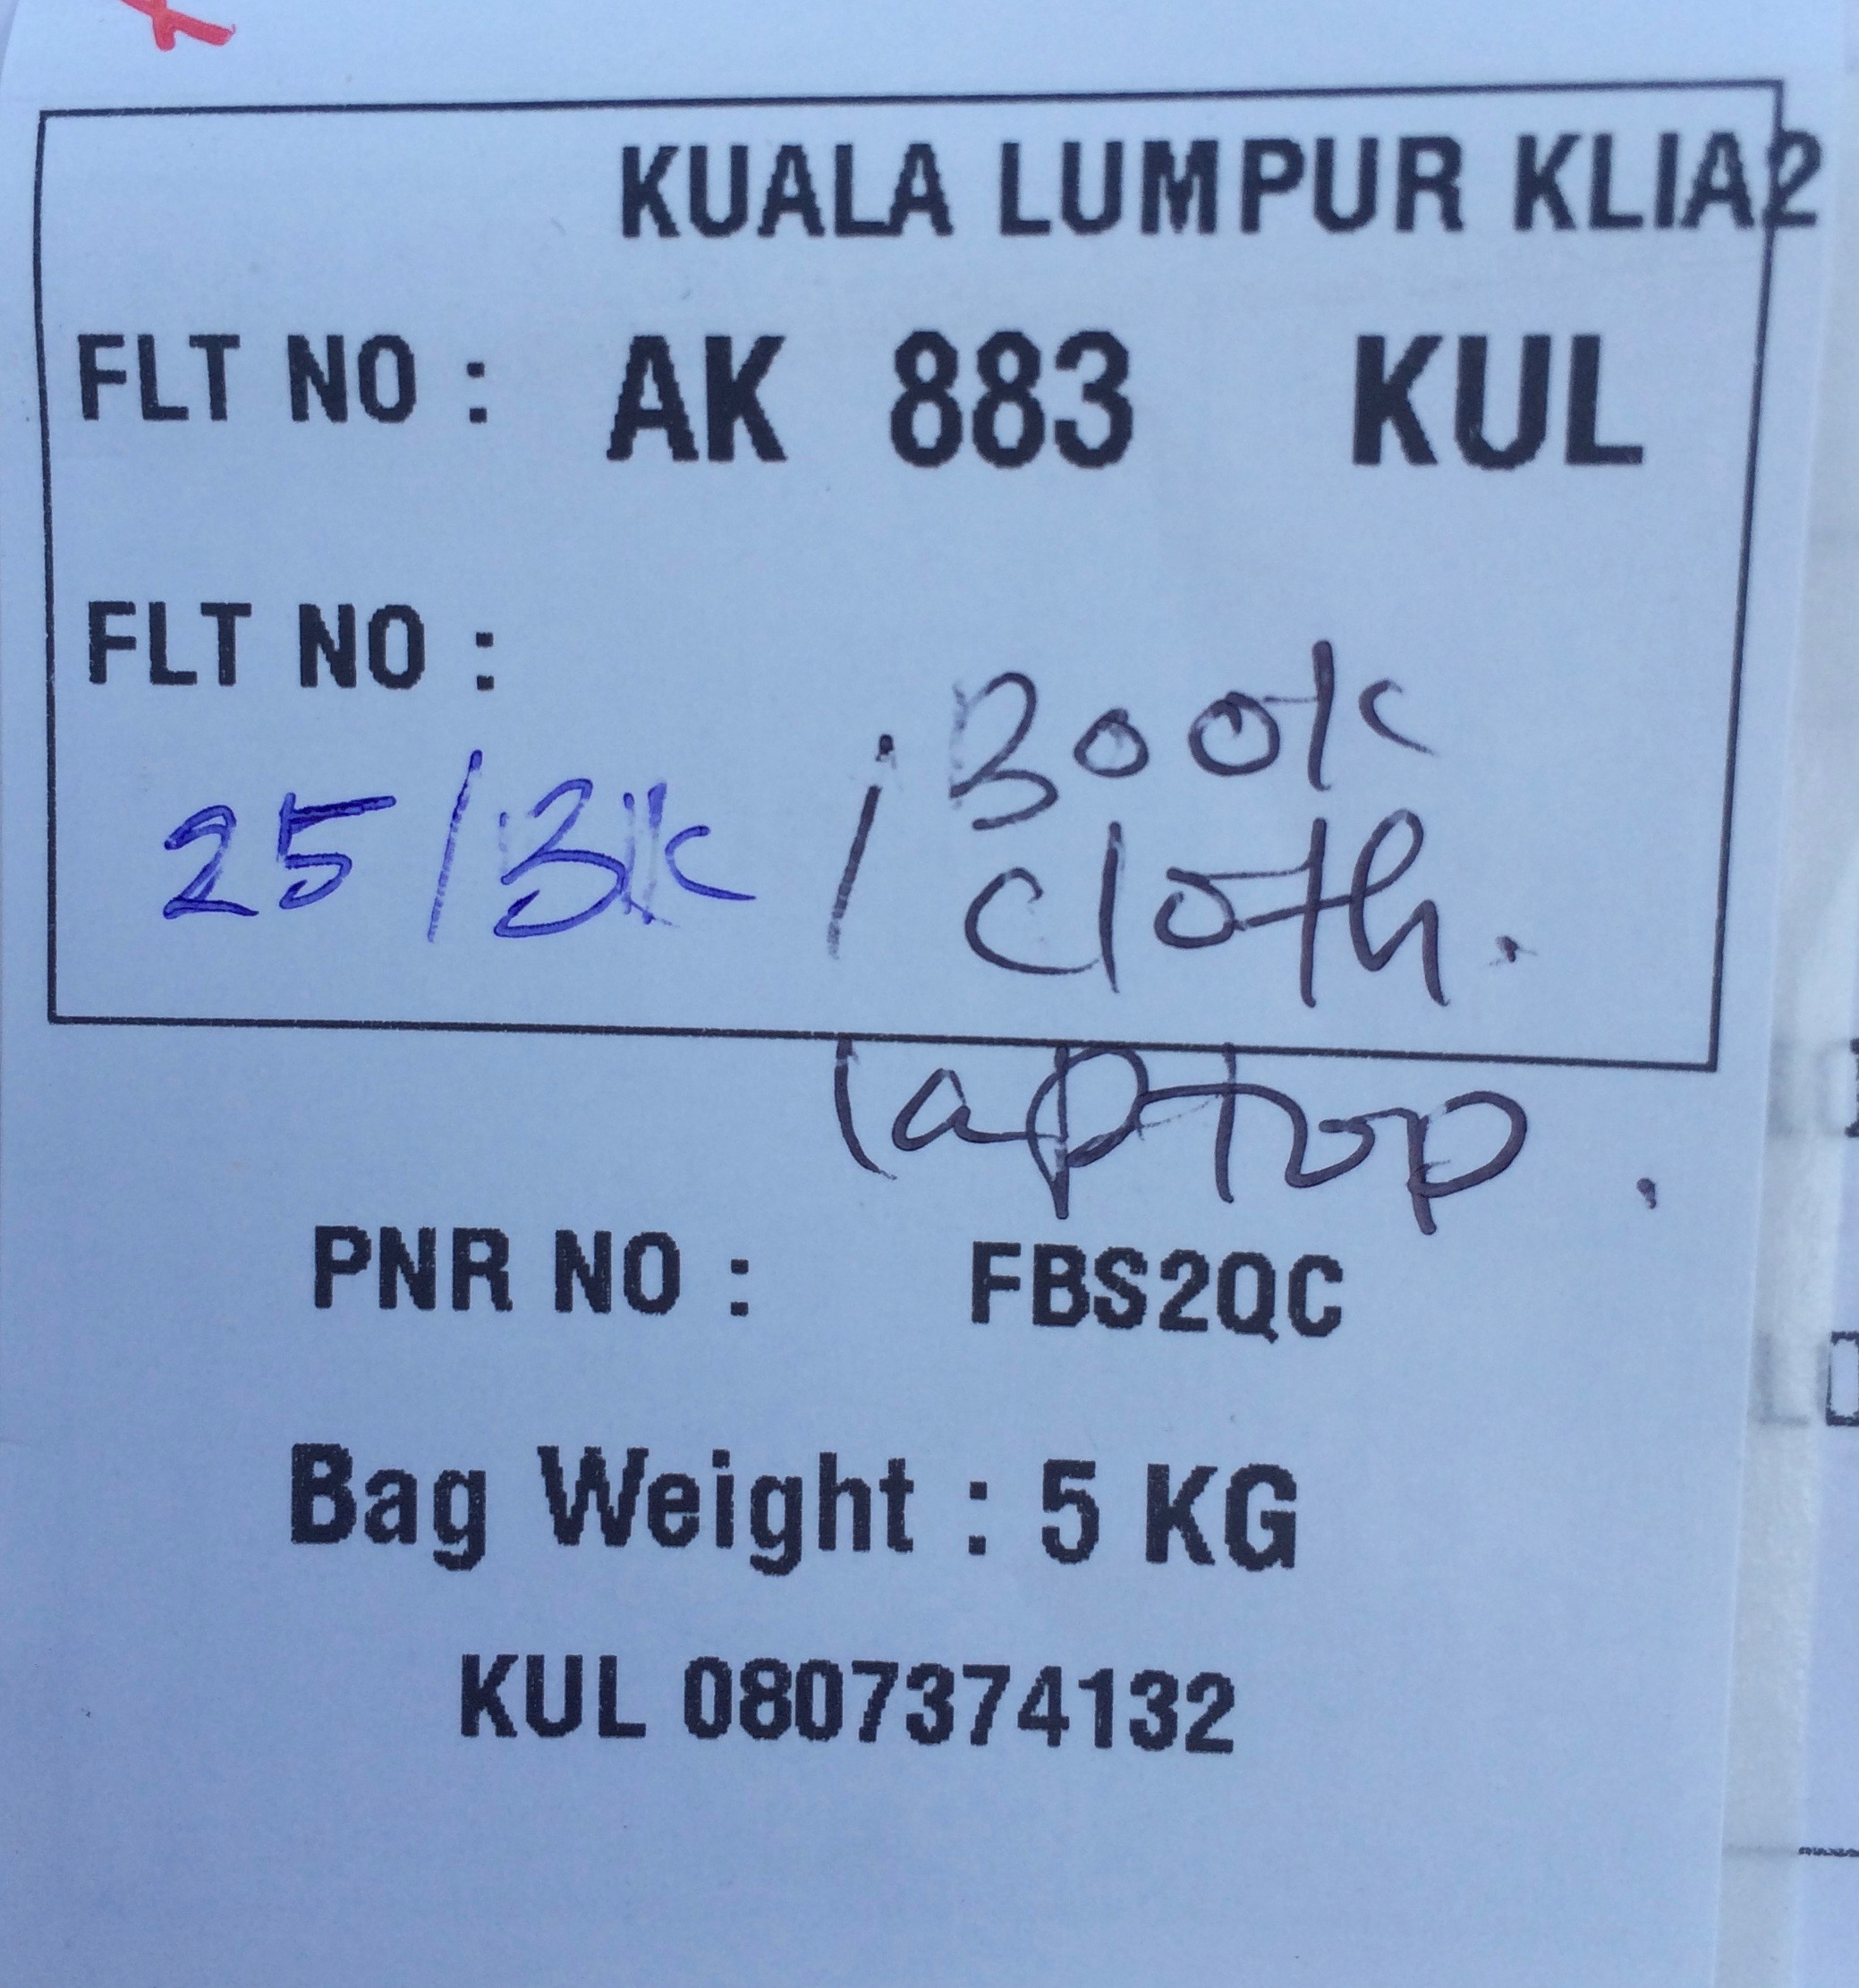 KUALA LUMPUR KLIA2
FLT NO : AK 883 KUL
FLT NO :
Book
25/Bk / Cloth.
laptop.
PNR NO : FBS2QC
Bag Weight : 5 KG
KUL 0807374132